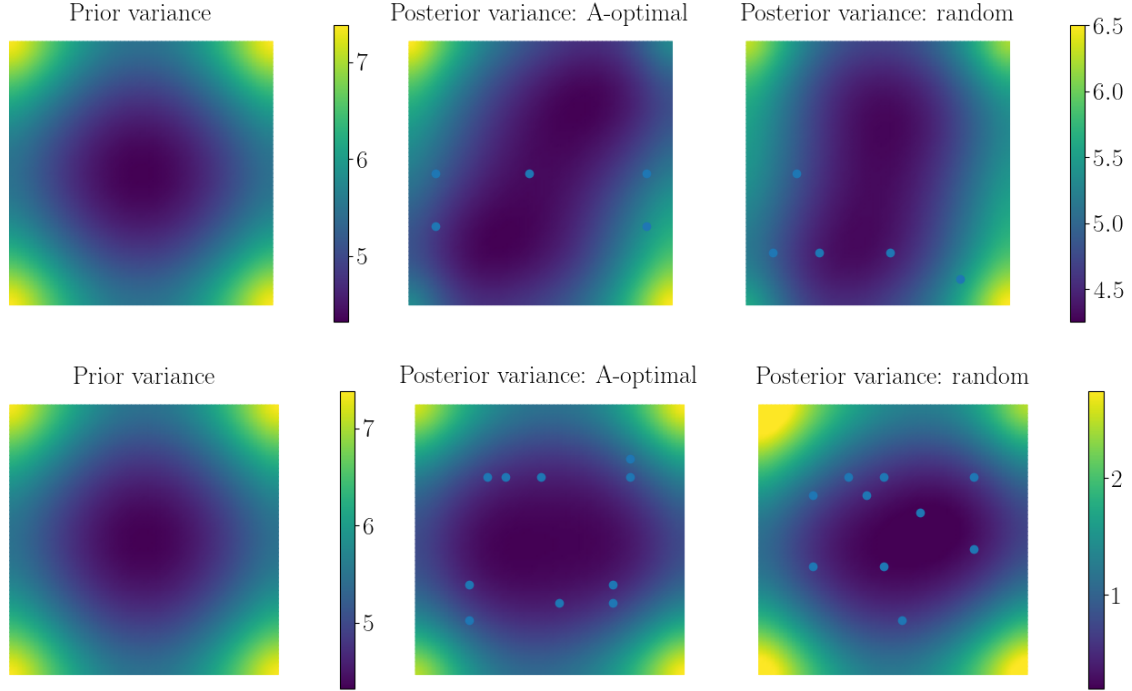 Prior variance
Posterior variance: A-optimal
Posterior variance: random
7
6
5
6.5
6.0
5.5
5.0
4.5
Prior variance
Posterior variance: A-optimal
Posterior variance: random
7
6
5
2
1